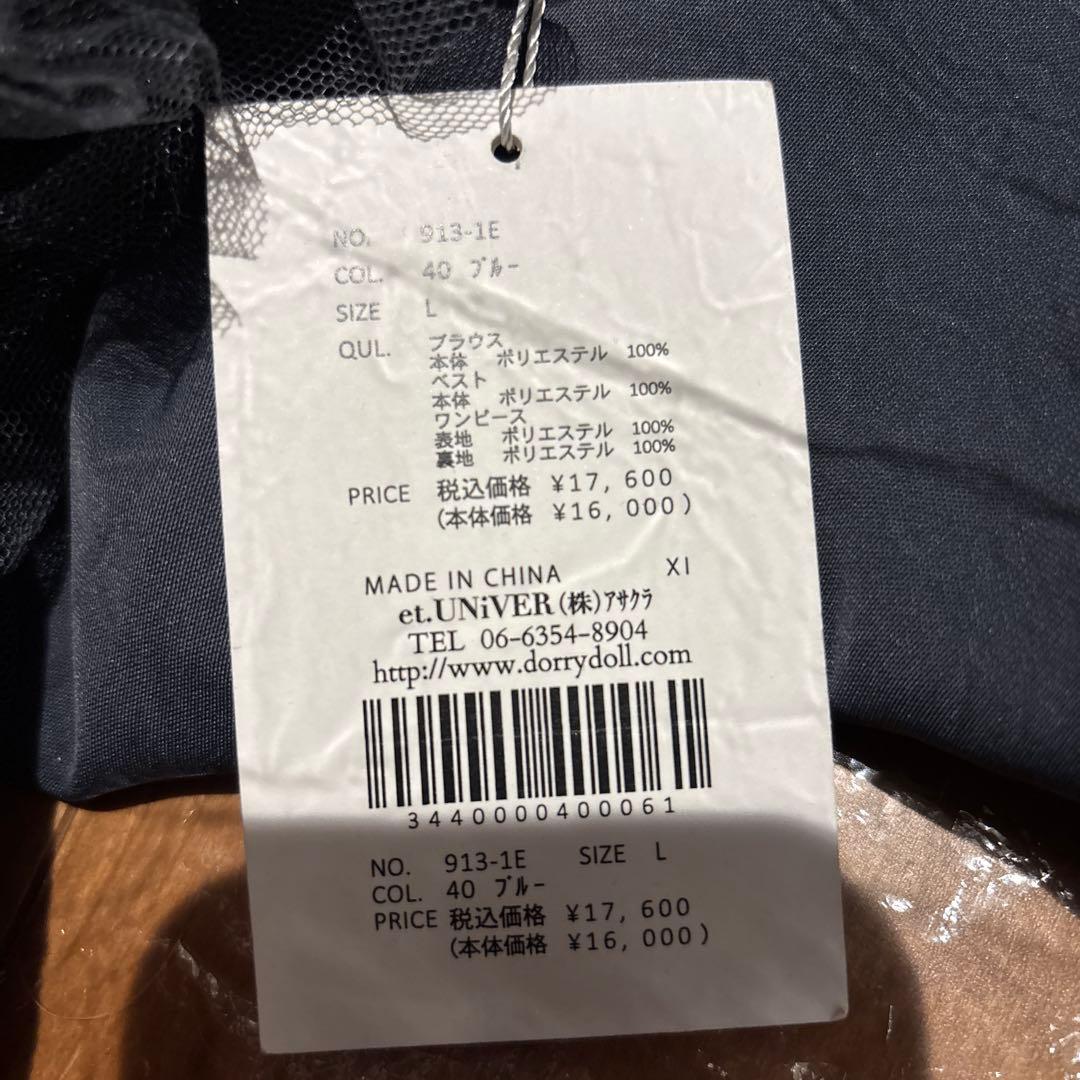 NO. 913-1E
COL. 40 ブルー
SIZE L
QUL. ブラウス
本体 ポリエステル 100%
ベスト
本体 ポリエステル 100%
ワンピース
表地 ポリエステル 100%
裏地 ポリエステル 100%
PRICE 税込価格 ¥17,600
(本体価格 ¥16,000)
MADE IN CHINA XI
et.UNiVER(株)アサクラ
TEL 06-6354-8904
http://www.dorrydoll.com
3440000400061
NO. 913-1E SIZE L
COL. 40 ブルー
PRICE 税込価格 ¥17,600
(本体価格 ¥16,000)